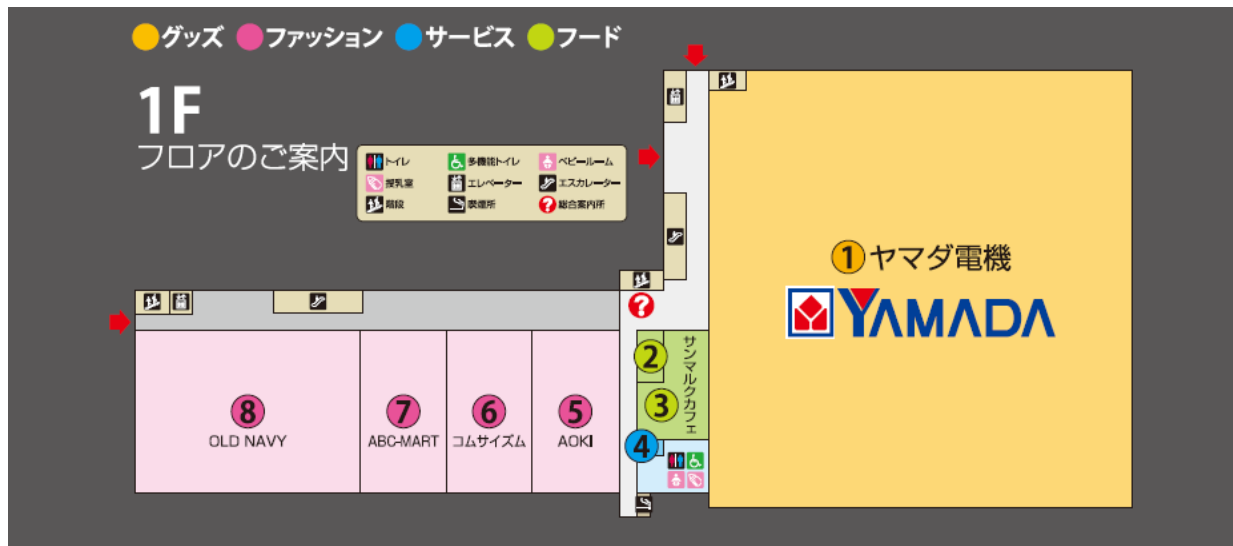 グッズ ファッション サービス フード
1F
フロアのご案内
トイレ 多機能トイレ ベビールーム
授乳室 エレベーター エスカレーター
階段 喫煙所 ? 総合案内所
1 ヤマダ電機
YAMADA
?
2
サンマルクカフェ
3
4
8
OLD NAVY
7
ABC-MART
6
コムサイズム
5
AOKI